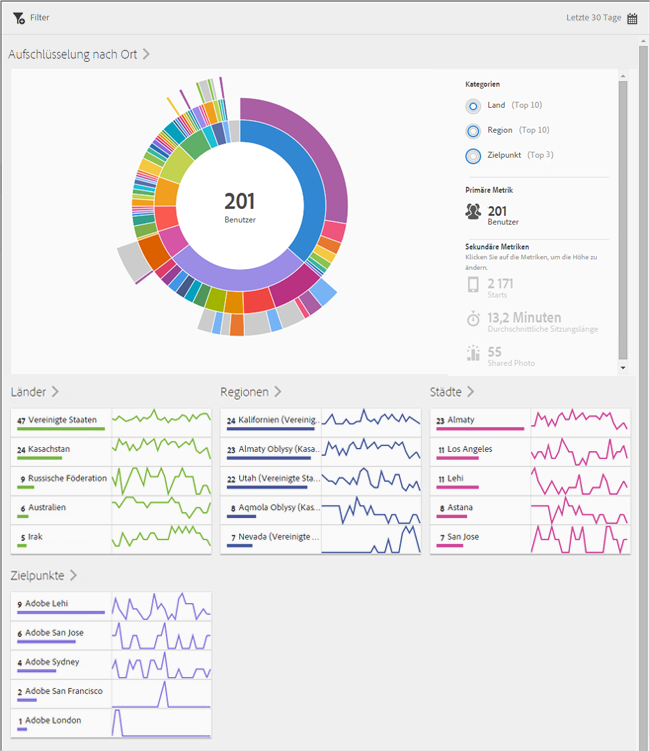 Filter
Letzte 30 Tage
Aufschlüsselung nach Ort
201
Benutzer
Kategorien
Land (Top 10)
Region (Top 10)
Zielpunkt (Top 3)
Primäre Metrik
201
Benutzer
Sekundäre Metriken
Klicken Sie auf die Metriken, um die Höhe zu
ändern.
2 171
Starts
13,2 Minuten
Durchschnittliche Sitzungslänge
55
Shared Photo
Länder
47 Vereinigte Staaten
24 Kasachstan
9 Russische Föderation
6 Australien
5 Irak
Regionen
24 Kalifornien (Vereinig...
23 Almaty Oblysy (Kasa...
22 Utah (Vereinigte Sta...
8 Aqmola Oblysy (Kas...
7 Nevada (Vereinigte ...
Städte
23 Almaty
11 Los Angeles
11 Lehi
8 Astana
7 San Jose
Zielpunkte
9 Adobe Lehi
6 Adobe San Jose
4 Adobe Sydney
2 Adobe San Francisco
1 Adobe London